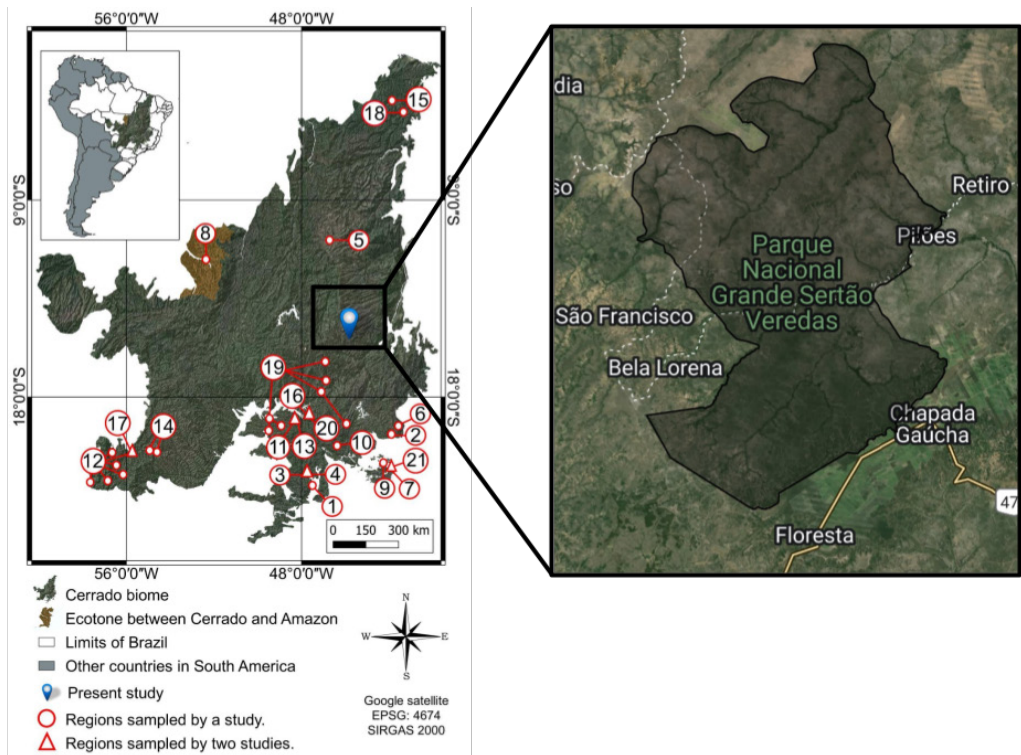 56°0'0"W 48°0'0"W
15
18
9°0'0"S 9°0'0"S
8
5
19
18°0'0"S 18°0'0"S
16
17 14 6
20 2
12 11 13 10 21
3 4
9 7
1
0 150 300 km
56°0'0"W 48°0'0"W
Cerrado biome
Ecotone between Cerrado and Amazon
Limits of Brazil
Other countries in South America
Present study
Regions sampled by a study.
Regions sampled by two studies.
N
W E
S
Google satellite
EPSG: 4674
SIRGAS 2000
dia
so
Retiro
Pilões
Parque
Nacional
Grande Sertão
Veredas
São Francisco
Bela Lorena
Chapada
Gaúcha
47
Floresta